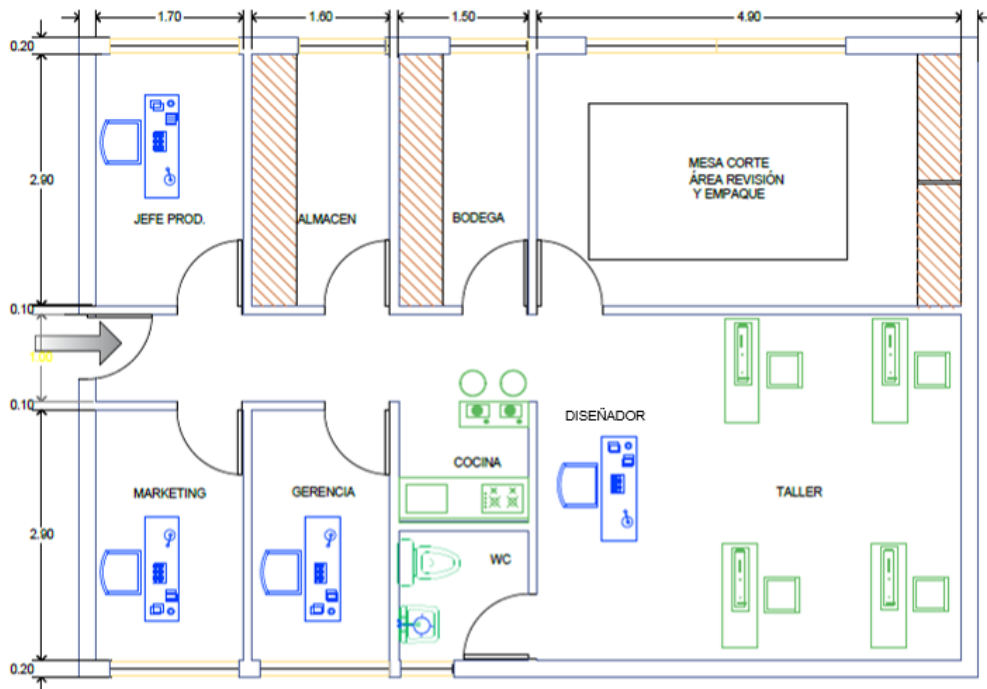 1.70
1.60
1.50
4.90
0.20
2.90
MESA CORTE
ÁREA REVISIÓN
Y EMPAQUE
JEFE PROD.
ALMACEN
BODEGA
0.10
1.00
0.10
DISEÑADOR
COCINA
MARKETING
GERENCIA
TALLER
2.90
WC
0.20